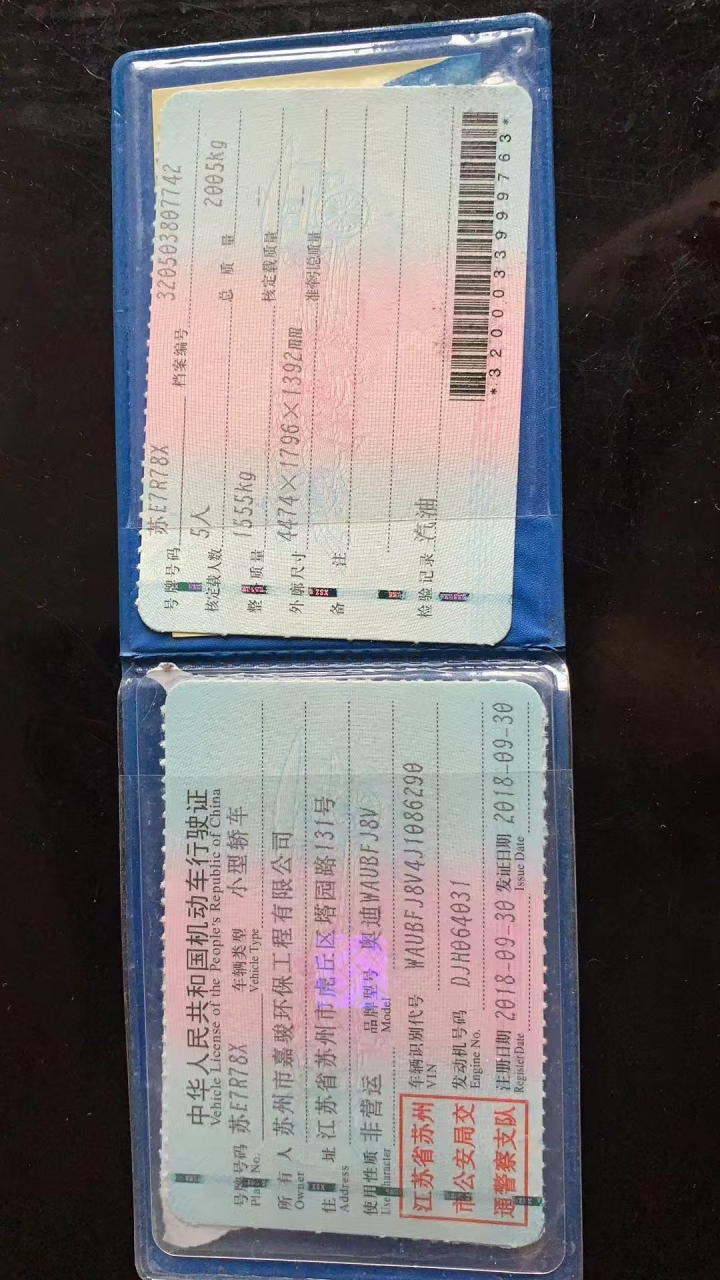 中华人民共和国机动车行驶证
Vehicle License of the People's Republic of China
号牌号码 苏E7R78X 车辆类型 小型轿车
Plate No. Vehicle Type
所有人 苏州市嘉骏环保工程有限公司
Owner
住址 江苏省苏州市虎丘区塔园路131号
Address
使用性质 非营运 品牌型号 奥迪WAUBFJ8V
Use Character Model
江苏省苏州
市公安局交
通警察支队
车辆识别代号 WAUBFJ8V4J1086290
VIN
发动机号码 DJH064031
Engine No.
注册日期 2018-09-30 发证日期 2018-09-30
Register Date Issue Date
号牌号码 苏E7R78X 档案编号 320503807742
核定载人数 5人 总质量 2005kg
整备质量 1555kg 核定载质量 --
外廓尺寸 4474×1796×1392mm 准牵引总质量 --
备注
检验记录 汽油
*3200033999763*